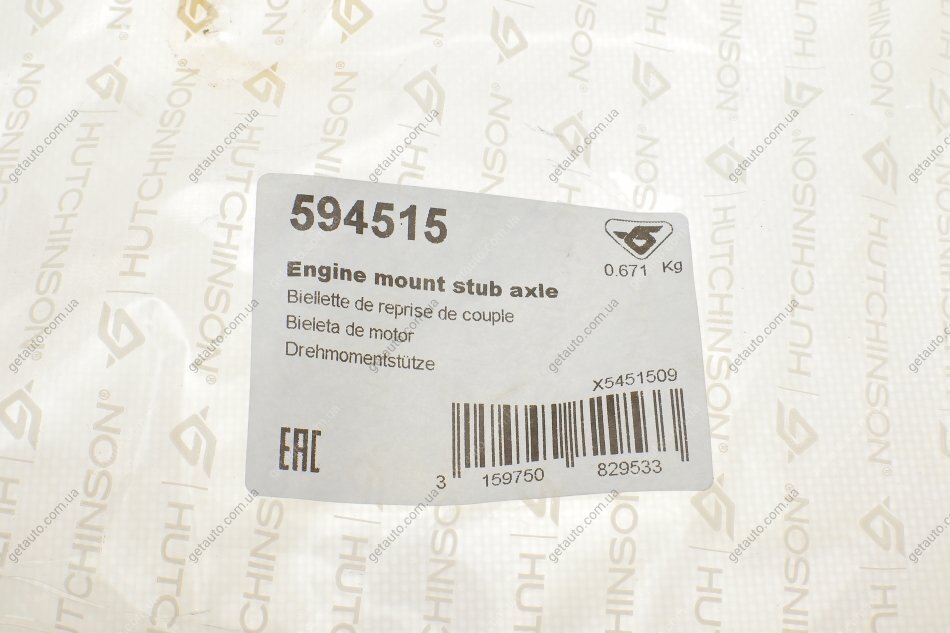 594515
0.671 Kg
Engine mount stub axle
Biellette de reprise de couple
Bieleta de motor
Drehmomentstütze
X5451509
EAC
3 159750 829533
HUTCHINSON
getauto.com.ua